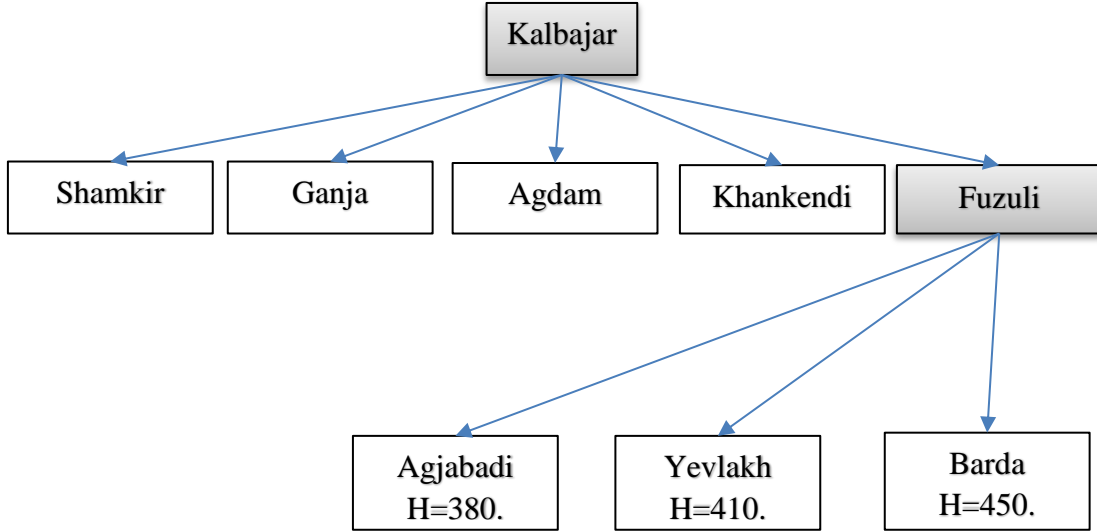 Kalbajar
Shamkir
Ganja
Agdam
Khankendi
Fuzuli
Agjabadi
H=380.
Yevlakh
H=410.
Barda
H=450.